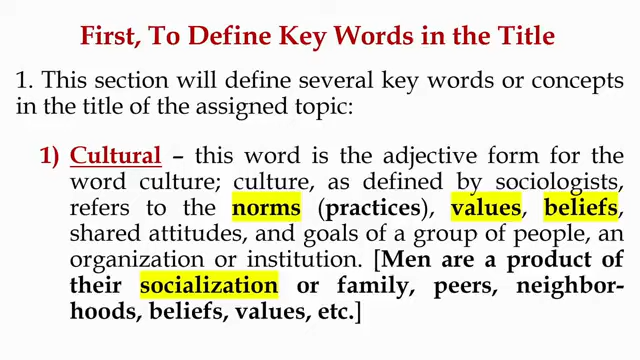 First, To Define Key Words in the Title
1. This section will define several key words or concepts
in the title of the assigned topic:
1) Cultural – this word is the adjective form for the
word culture; culture, as defined by sociologists,
refers to the norms (practices), values, beliefs,
shared attitudes, and goals of a group of people, an
organization or institution. [Men are a product of
their socialization or family, peers, neighbor-
hoods, beliefs, values, etc.]